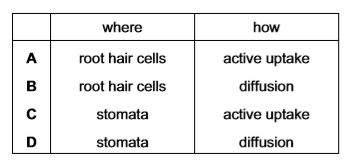 where how
A root hair cells active uptake
B root hair cells diffusion
C stomata active uptake
D stomata diffusion